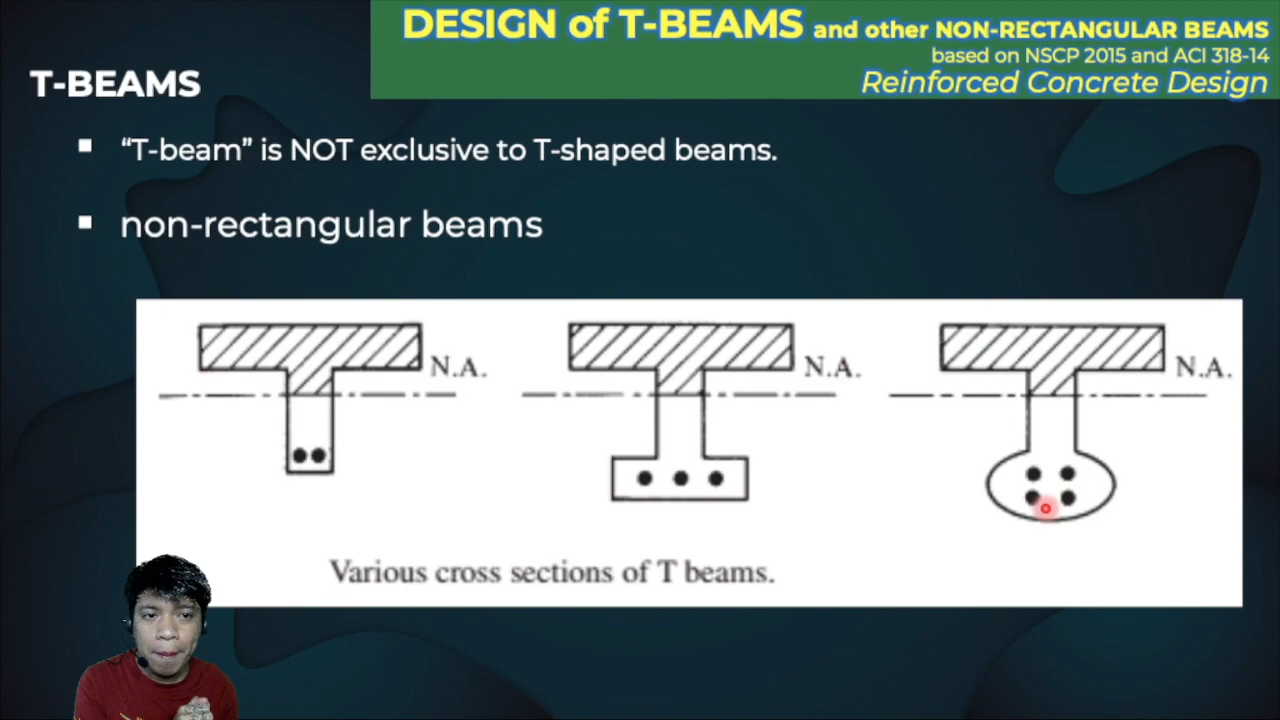 DESIGN of T-BEAMS and other NON-RECTANGULAR BEAMS
based on NSCP 2015 and ACI 318-14
Reinforced Concrete Design
T-BEAMS
“T-beam” is NOT exclusive to T-shaped beams.
non-rectangular beams
N.A.
N.A.
N.A.
Various cross sections of T beams.